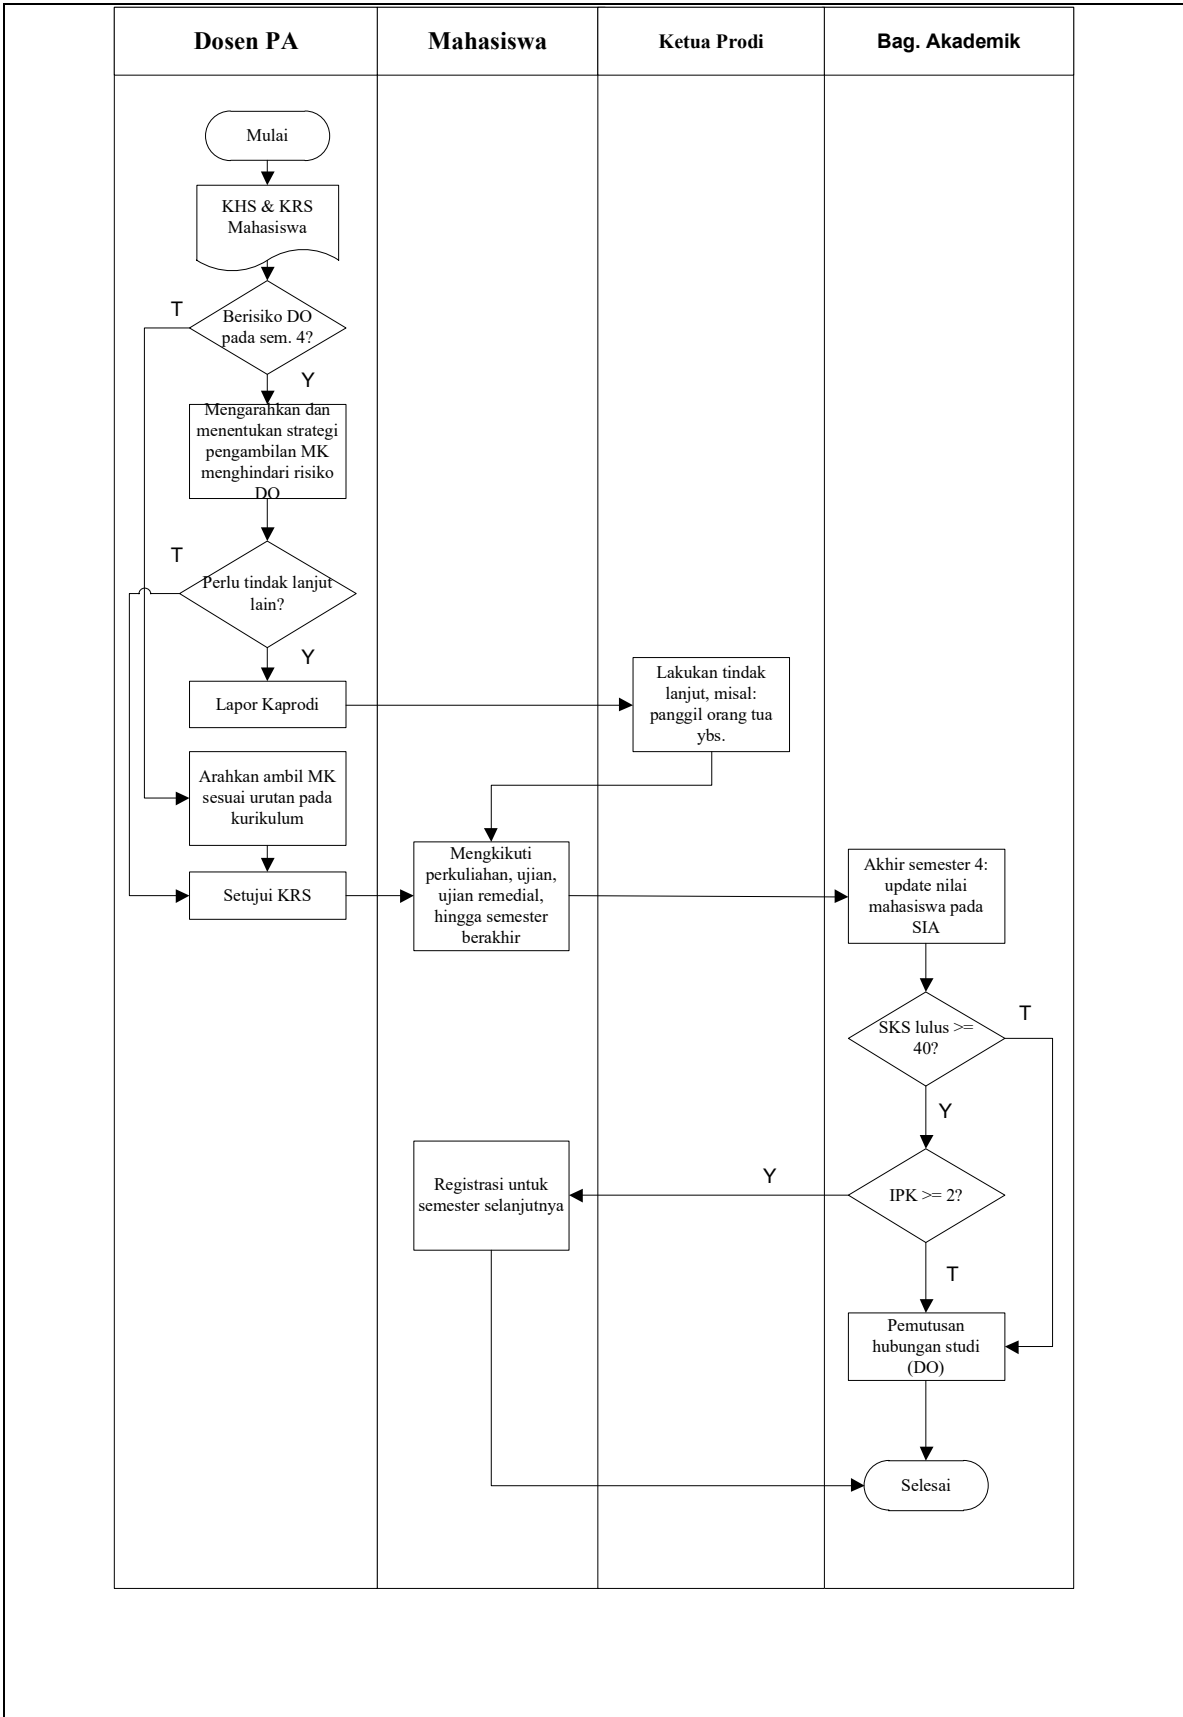 Dosen PA
Mahasiswa
Ketua Prodi
Bag. Akademik
Mulai
KHS & KRS
Mahasiswa
T
Berisiko DO
pada sem. 4?
Y
Mengarahkan dan
menentukan strategi
pengambilan MK
menghindari risiko
DO
T
Perlu tindak lanjut
lain?
Y
Lapor Kaprodi
Lakukan tindak
lanjut, misal:
panggil orang tua
ybs.
Arahkan ambil MK
sesuai urutan pada
kurikulum
Setujui KRS
Mengkikuti
perkuliahan, ujian,
ujian remedial,
hingga semester
berakhir
Akhir semester 4:
update nilai
mahasiswa pada
SIA
SKS lulus >=
40?
T
Y
IPK >= 2?
Y
Registrasi untuk
semester selanjutnya
T
Pemutusan
hubungan studi
(DO)
Selesai